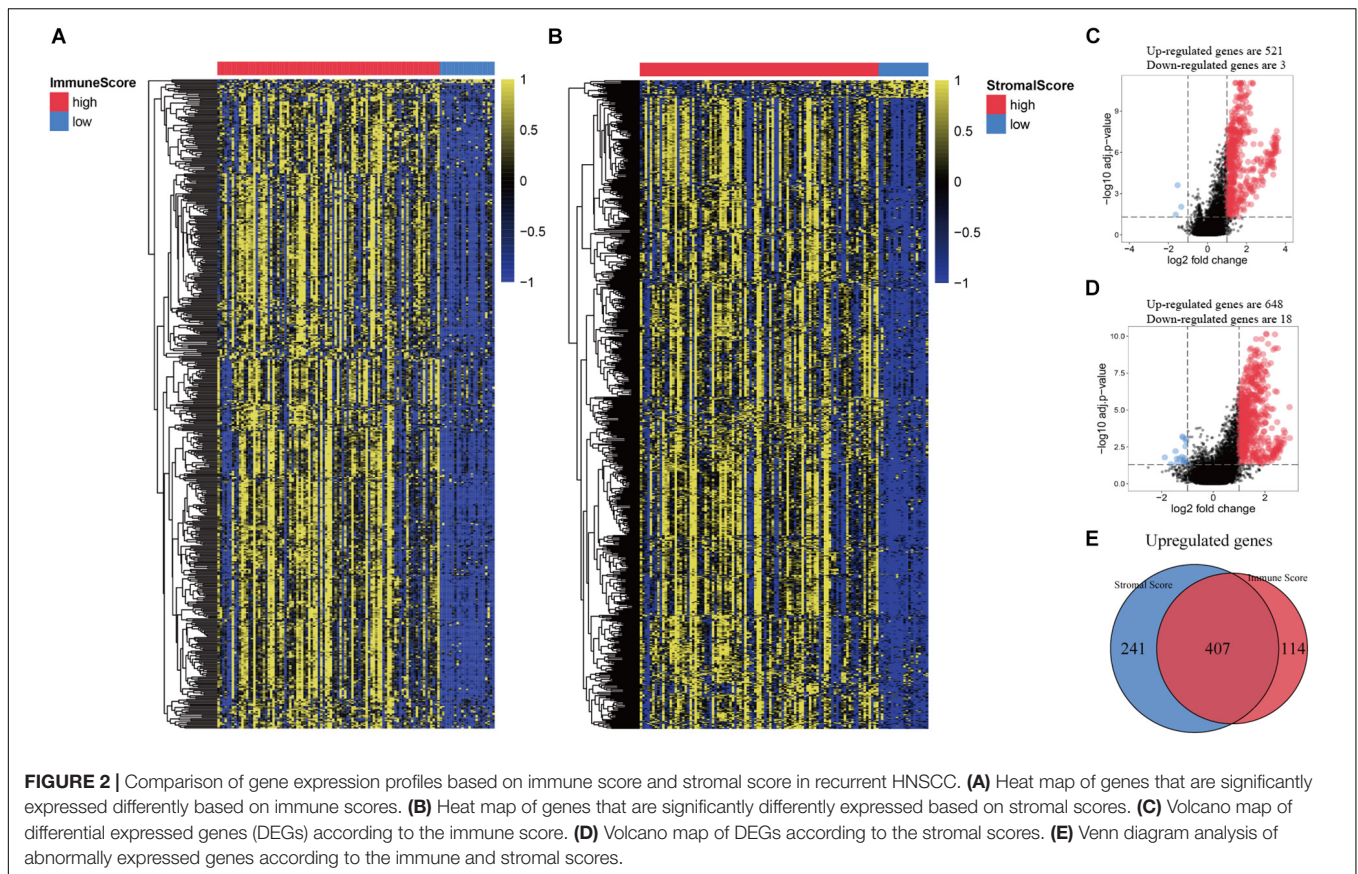 A
ImmuneScore
high
low
1
0.5
0
−0.5
−1
B
StromalScore
high
low
1
0.5
0
−0.5
−1
C
Up-regulated genes are 521
Down-regulated genes are 3
−log10 adj.p-value
9
6
3
0
−4
−2
0
2
4
log2 fold change
D
Up-regulated genes are 648
Down-regulated genes are 18
−log10 adj.p-value
10.0
7.5
5.0
2.5
0.0
−2
0
2
log2 fold change
E
Upregulated genes
Stromal Score
Immune Score
241
407
114
FIGURE 2 | Comparison of gene expression profiles based on immune score and stromal score in recurrent HNSCC. (A) Heat map of genes that are significantly
expressed differently based on immune scores. (B) Heat map of genes that are significantly differently expressed based on stromal scores. (C) Volcano map of
differential expressed genes (DEGs) according to the immune score. (D) Volcano map of DEGs according to the stromal scores. (E) Venn diagram analysis of
abnormally expressed genes according to the immune and stromal scores.